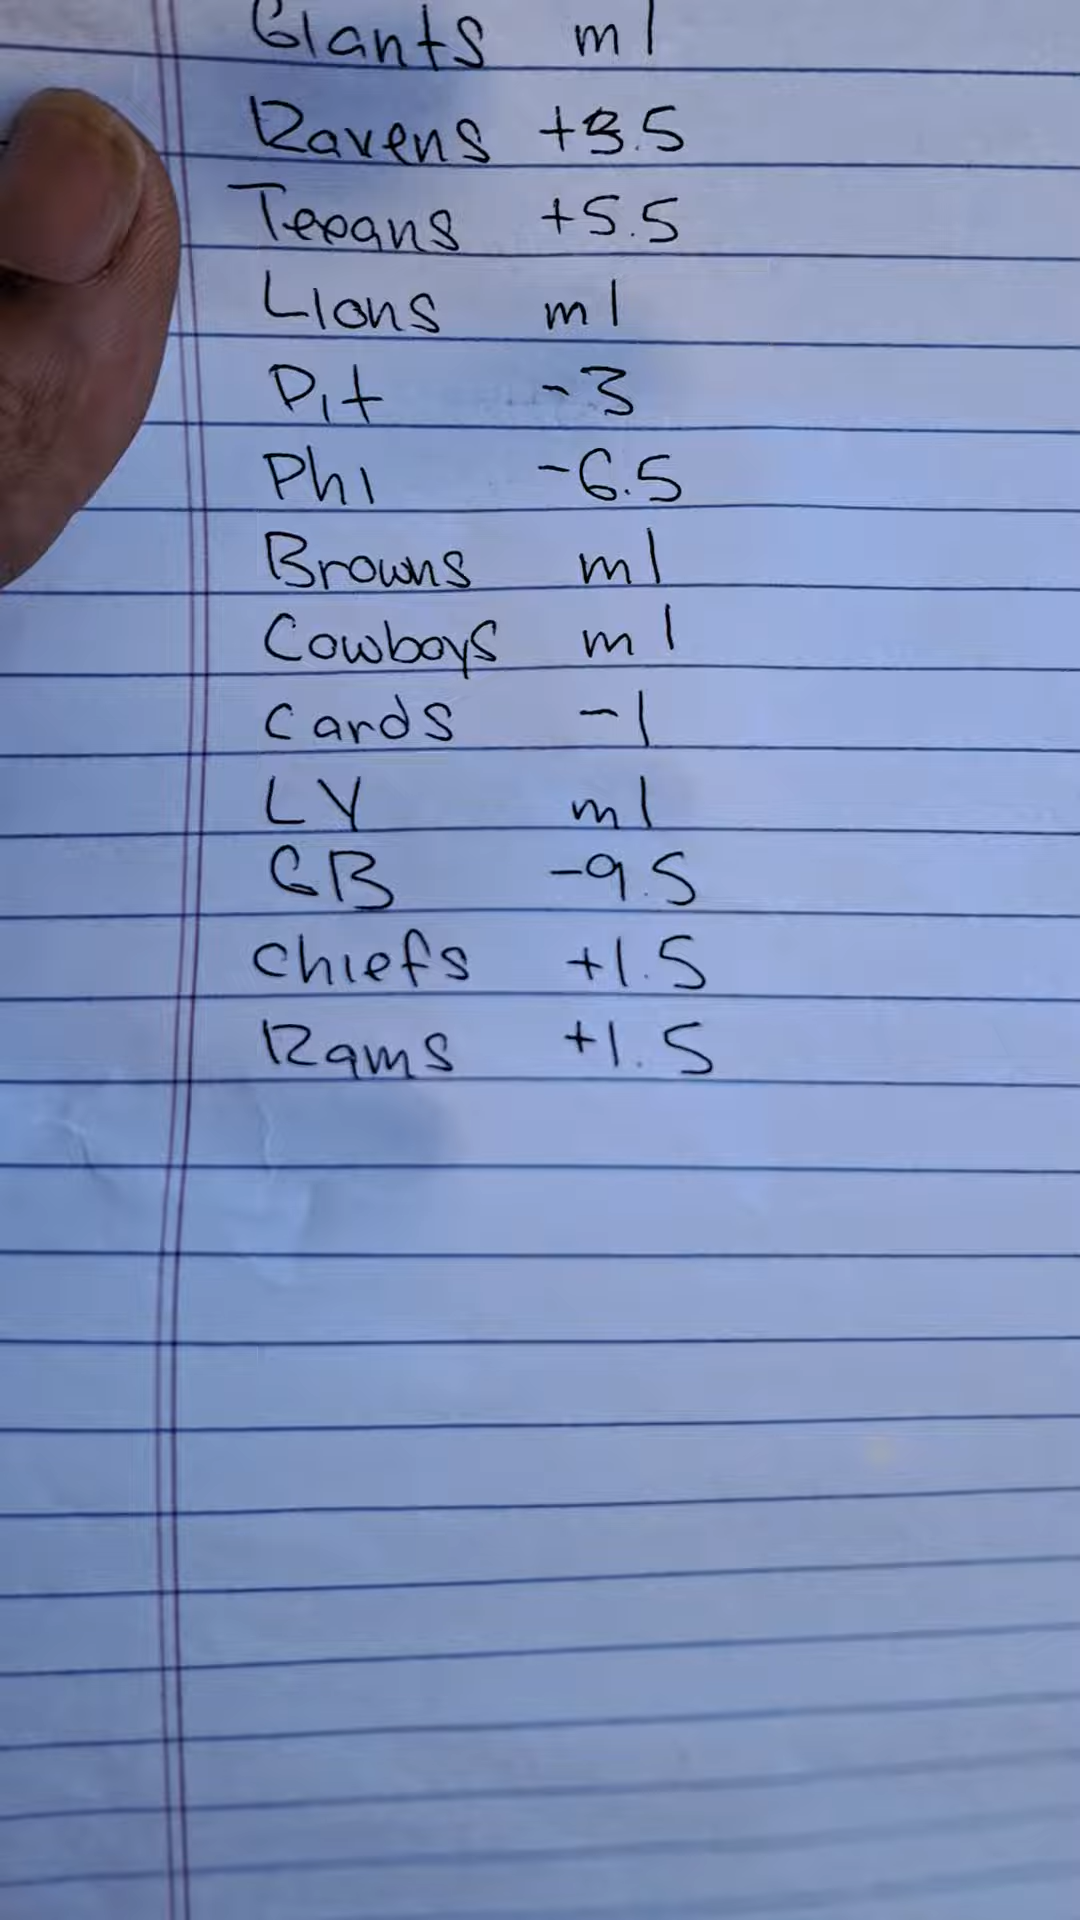 Giants ml
Ravens +3.5
Texans +5.5
Lions ml
Pit -3
Phi -6.5
Browns ml
Cowboys ml
Cards -1
LV ml
GB -9.5
Chiefs +1.5
Rams +1.5